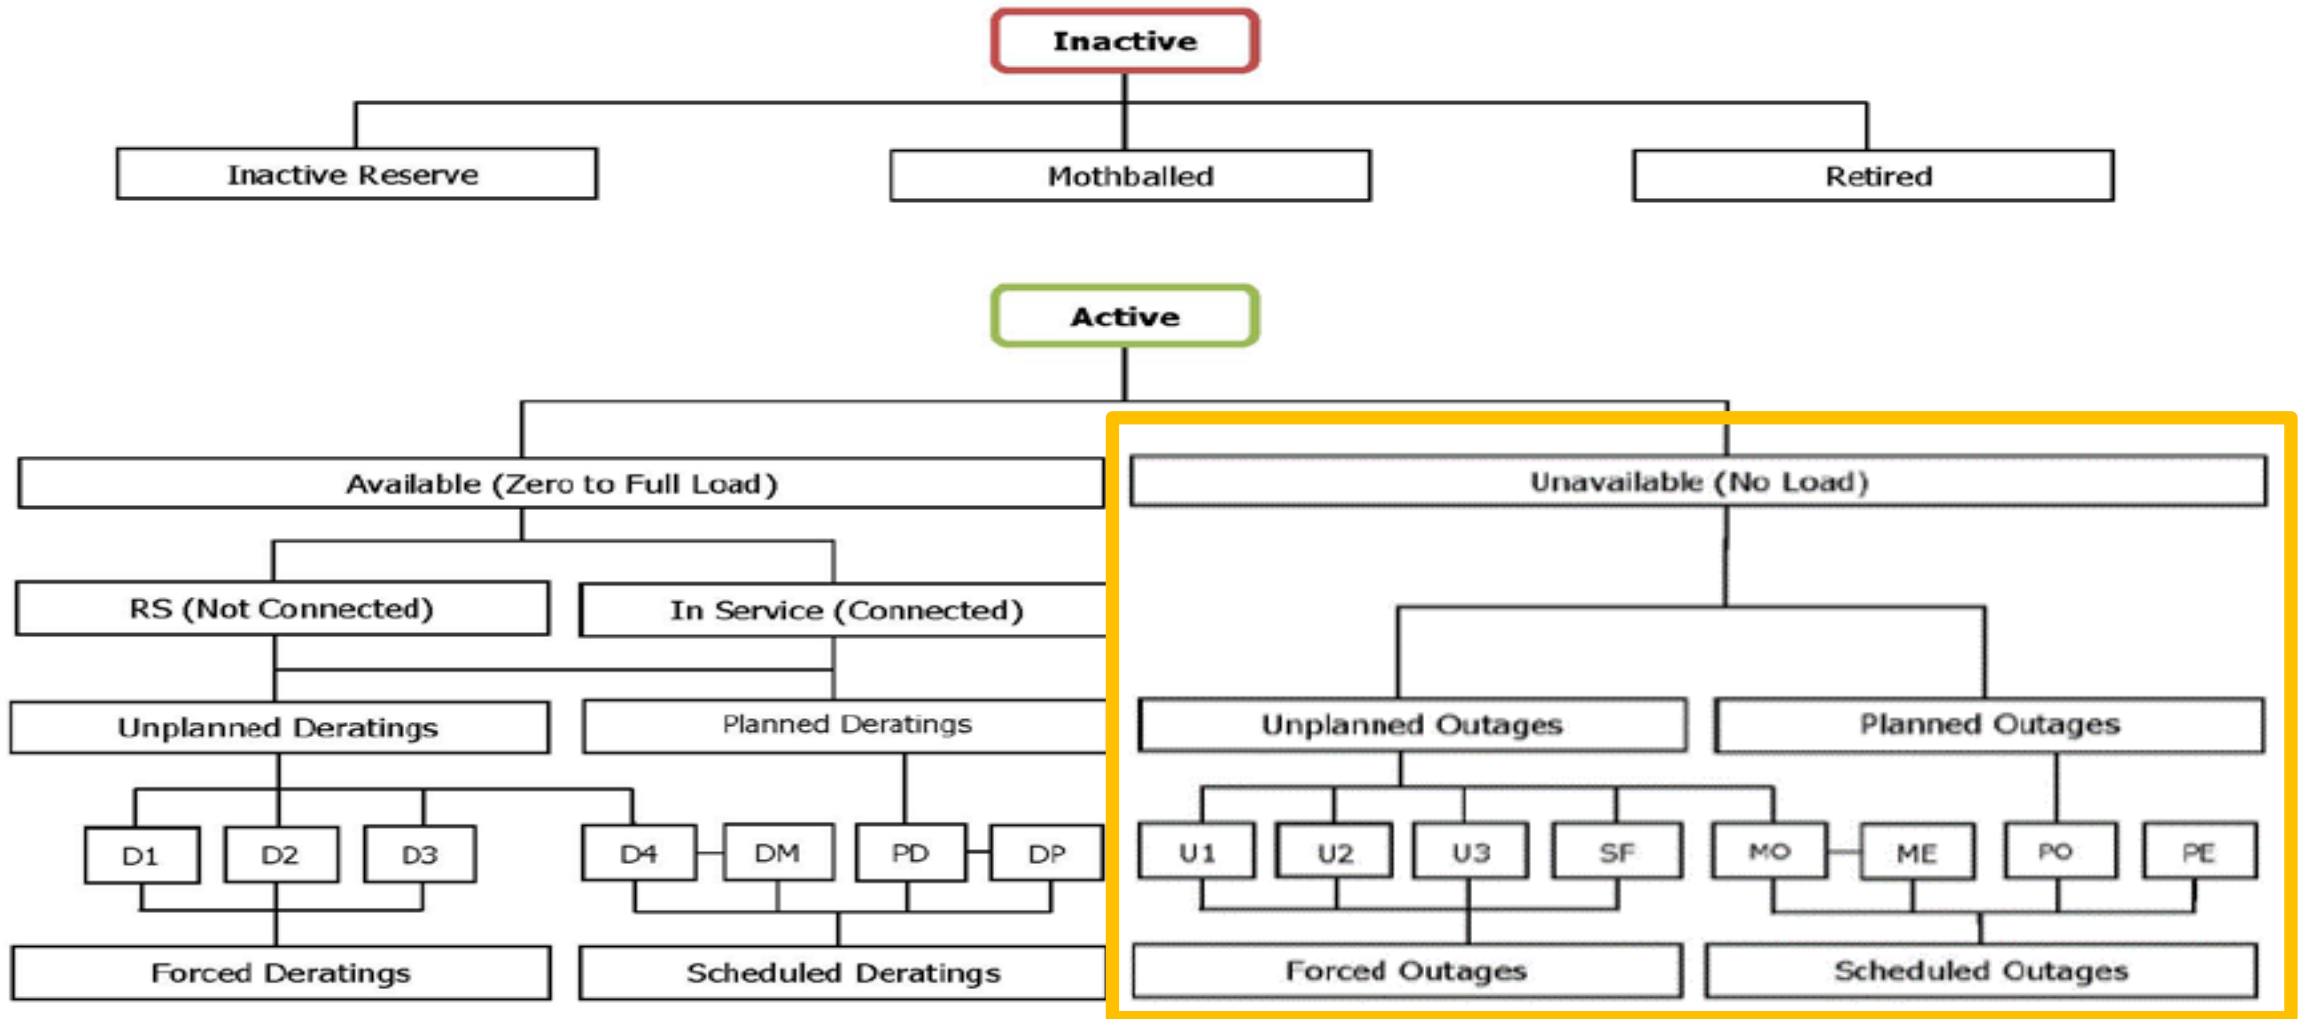 Inactive
Inactive Reserve
Mothballed
Retired
Active
Available (Zero to Full Load)
Unavailable (No Load)
RS (Not Connected)
In Service (Connected)
Unplanned Deratings
Planned Deratings
Unplanned Outages
Planned Outages
D1
D2
D3
D4
DM
PD
DP
U1
U2
U3
SF
MO
ME
PO
PE
Forced Deratings
Scheduled Deratings
Forced Outages
Scheduled Outages